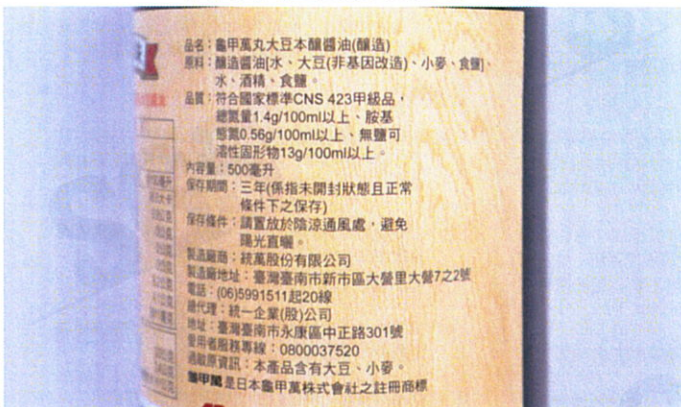 品名：龜甲萬丸大豆本釀醬油(釀造)
原料：釀造醬油[水、大豆(非基因改造)、小麥、食鹽]、
水、酒精、食鹽。
品質：符合國家標準CNS 423甲級品，
總氮量1.4g/100ml以上、胺基
態氮0.56g/100ml以上、無鹽可
溶性固形物13g/100ml以上。
內容量：500毫升
保存期間：三年(係指未開封狀態且正常
條件下之保存)
保存條件：請置放於陰涼通風處，避免
陽光直曬。
製造廠商：統萬股份有限公司
製造廠地址：臺灣臺南市新市區大營里大營7之2號
電話：(06)5991511起20線
總代理：統一企業(股)公司
地址：臺灣臺南市永康區中正路301號
愛用者服務專線：0800037520
過敏原資訊：本產品含有大豆、小麥。
龜甲萬是日本龜甲萬株式會社之註冊商標